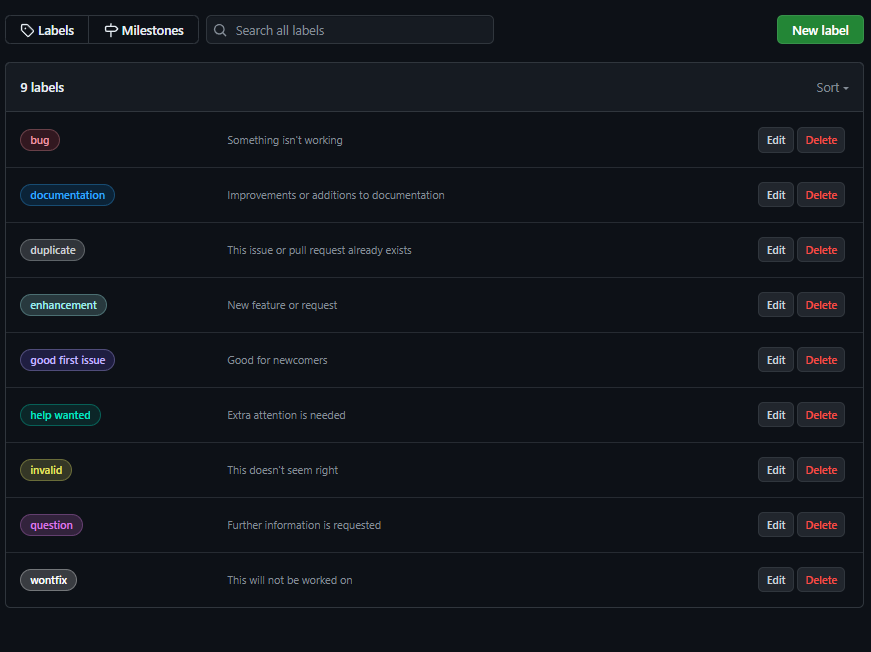 Labels Milestones Search all labels New label
9 labels Sort
bug Something isn't working Edit Delete
documentation Improvements or additions to documentation Edit Delete
duplicate This issue or pull request already exists Edit Delete
enhancement New feature or request Edit Delete
good first issue Good for newcomers Edit Delete
help wanted Extra attention is needed Edit Delete
invalid This doesn't seem right Edit Delete
question Further information is requested Edit Delete
wontfix This will not be worked on Edit Delete